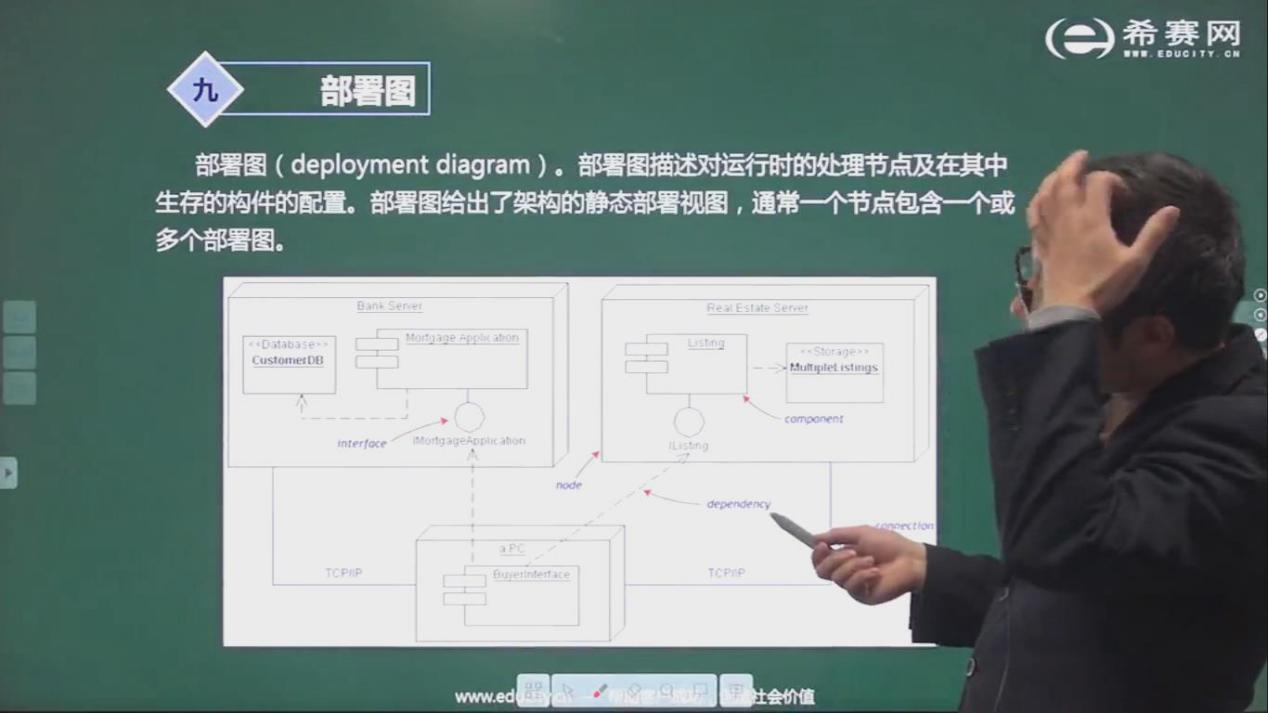 希赛网
WWW.EDUCITY.CN
九
部署图
部署图（deployment diagram）。部署图描述对运行时的处理节点及在其中
生存的构件的配置。部署图给出了架构的静态部署视图，通常一个节点包含一个或
多个部署图。
Bank Server
Real Estate Server
<<Database>>
CustomerDB
Mortgage Application
Listing
<<Storage>>
MultipleListings
interface
IMortgageApplication
IListing
component
node
dependency
connection
a PC
BuyerInterface
TCP/IP
TCP/IP
社会价值